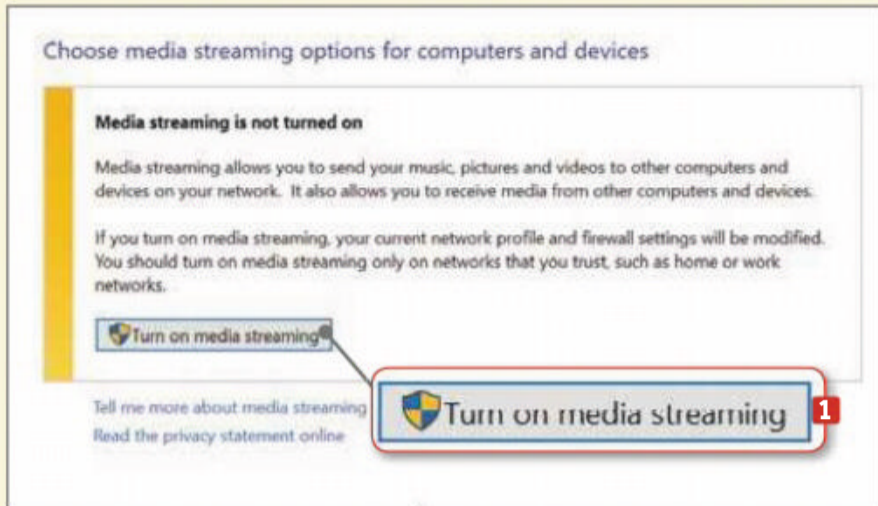 Choose media streaming options for computers and devices
Media streaming is not turned on
Media streaming allows you to send your music, pictures and videos to other computers and
devices on your network. It also allows you to receive media from other computers and devices.
If you turn on media streaming, your current network profile and firewall settings will be modified.
You should turn on media streaming only on networks that you trust, such as home or work
networks.
Turn on media streaming
Turn on media streaming 1
Tell me more about media streaming
Read the privacy statement online